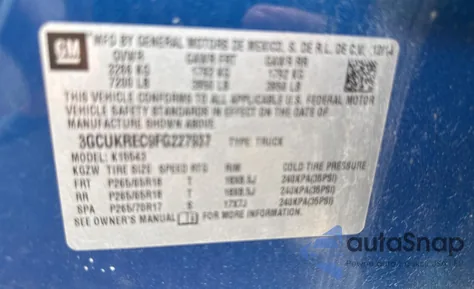 GM
MFD BY GENERAL MOTORS DE MEXICO, S. DE R.L. DE C.V. 10/14
GVWR GAWR FRT GAWR RR
KG 1792 KG 1792 KG
7200 LB 3950 LB 3950 LB
THIS VEHICLE CONFORMS TO ALL APPLICABLE U.S. FEDERAL MOTOR
VEHICLE SAFETY STANDARDS IN EFFECT ON THE DATE OF
MANUFACTURE SHOWN ABOVE.
3GCUKREC9FG227937 TYPE: TRUCK
MODEL: K15543
KGZW TIRE SIZE SPEED RTG RIM COLD TIRE PRESSURE
FRT P265/65R18 T 18X8.5J 240KPA(35PSI)
RR P265/65R18 T 18X8.5J 240KPA(35PSI)
SPA P265/70R17 S 17X7J 240KPA(35PSI)
SEE OWNER'S MANUAL FOR MORE INFORMATION.
autoSnap